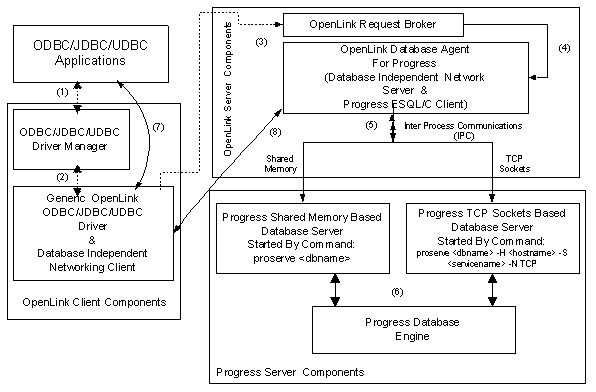 ODBC/JDBC/UDBC
Applications
(1)
(7)
ODBC/JDBC/UDBC
Driver Manager
(2)
Generic OpenLink
ODBC/JDBC/UDBC
Driver
&
Database Independent
Networking Client
OpenLink Client Components
OpenLink Server Components
OpenLink Request Broker
(3)
(4)
OpenLink Database Agent
For Progress
(Database Independent Network
Server &
Progress ESQL/C Client)
(5)
(8)
Inter Process Communications
(IPC)
Shared
Memory
TCP
Sockets
Progress Shared Memory Based
Database Server
Started By Command:
proserve <dbname>
Progress TCP Sockets Based
Database Server
Started By Command:
proserve <dbname> -H <hostname> -S
<servicename> -N TCP
(6)
Progress Database
Engine
Progress Server Components